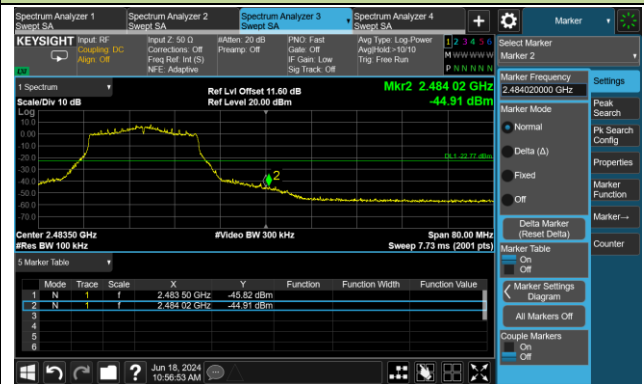 Spectrum Analyzer 1
Swept SA
Spectrum Analyzer 2
Swept SA
Spectrum Analyzer 3
Swept SA
Spectrum Analyzer 4
Swept SA
Marker
KEYSIGHT
Input: RF
Coupling: DC
Align: Off
Input Z: 50 Ω
Corrections: Off
Freq Ref: Int (S)
NFE: Adaptive
#Atten: 20 dB
Preamp: Off
PNO: Fast
Gate: Off
IF Gain: Low
Sig Track: Off
Avg Type: Log-Power
Avg|Hold:>10/10
Trig: Free Run
1 2 3 4 5 6
M W W W W W
P N N N N N
LXI
Select Marker
Marker 2
1 Spectrum
Scale/Div 10 dB
Ref Lvl Offset 11.60 dB
Ref Level 20.00 dBm
Mkr2 2.484 02 GHz
-44.91 dBm
Log
10.0
0.00
-10.0
-20.0
-30.0
-40.0
-50.0
-60.0
-70.0
DL1 -22.77 dBm
2
Center 2.48350 GHz
#Res BW 100 kHz
#Video BW 300 kHz
Span 80.00 MHz
Sweep 7.73 ms (2001 pts)
5 Marker Table
Mode Trace Scale X Y Function Function Width Function Value
1 N 1 f 2.483 50 GHz -45.82 dBm
2 N 1 f 2.484 02 GHz -44.91 dBm
3
4
5
6
Marker Frequency
2.484020000 GHz
Marker Mode
Normal
Delta (Δ)
Fixed
Off
Delta Marker
(Reset Delta)
Marker Table
On
Off
Marker Settings
Diagram
All Markers Off
Couple Markers
On
Off
Settings
Peak
Search
Pk Search
Config
Properties
Marker
Function
Marker→
Counter
?
Jun 18, 2024
10:56:53 AM